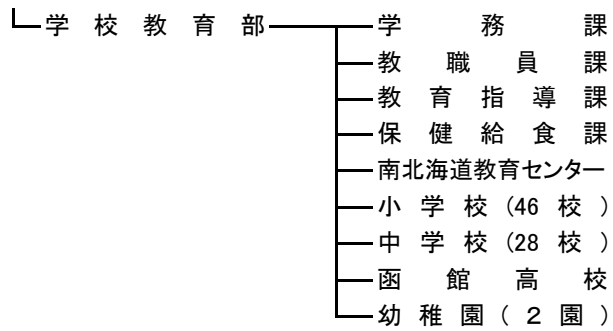 学校教育部 学務課
教職員課
教育指導課
保健給食課
南北海道教育センター
小学校(46校)
中学校(28校)
函館高校
幼稚園(2園)